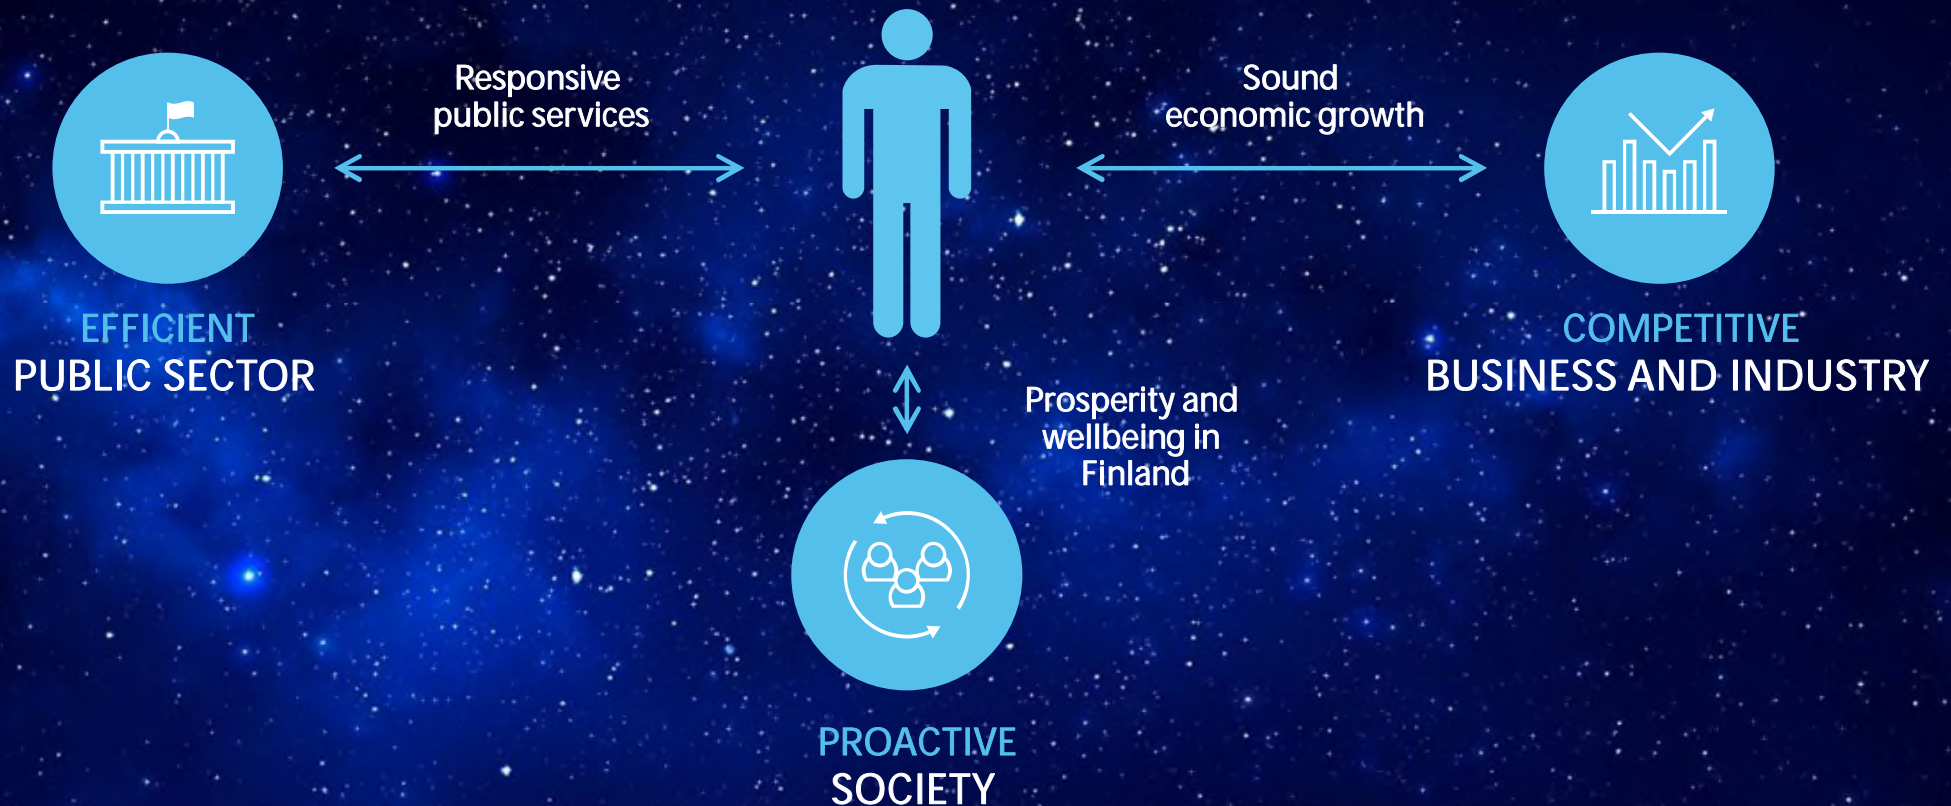 Responsive
public services
Sound
economic growth
EFFICIENT
PUBLIC SECTOR
COMPETITIVE
BUSINESS AND INDUSTRY
Prosperity and
wellbeing in
Finland
PROACTIVE
SOCIETY